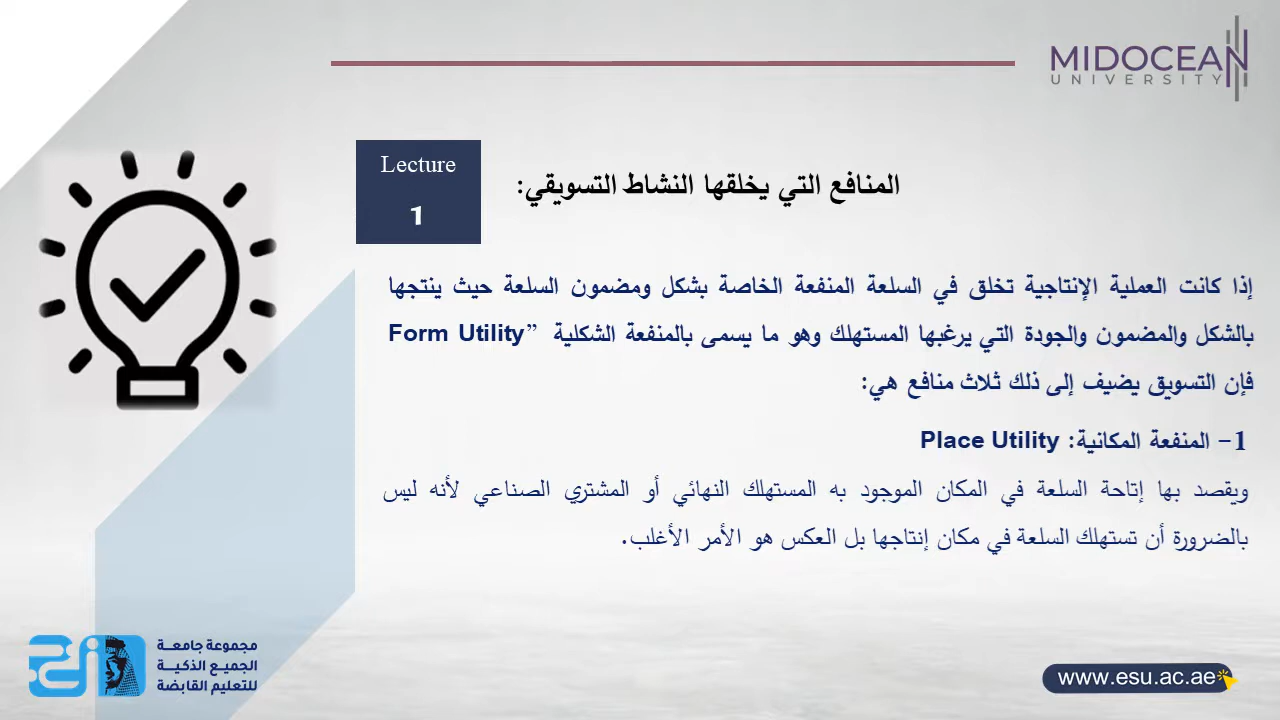 MIDOCEAN
UNIVERSITY
Lecture
1
المنافع التي يخلقها النشاط التسويقي:
إذا كانت العملية الإنتاجية تخلق في السلعة المنفعة الخاصة بشكل ومضمون السلعة حيث ينتجها
بالشكل والمضمون والجودة التي يرغبها المستهلك وهو ما يسمى بالمنفعة الشكلية ”Form Utility
فإن التسويق يضيف إلى ذلك ثلاث منافع هي:
1- المنفعة المكانية: Place Utility
ويقصد بها إتاحة السلعة في المكان الموجود به المستهلك النهائي أو المشتري الصناعي لأنه ليس
بالضرورة أن تستهلك السلعة في مكان إنتاجها بل العكس هو الأمر الأغلب.
مجموعة جامعة
الجميع الذكية
للتعليم القابضة
www.esu.ac.ae